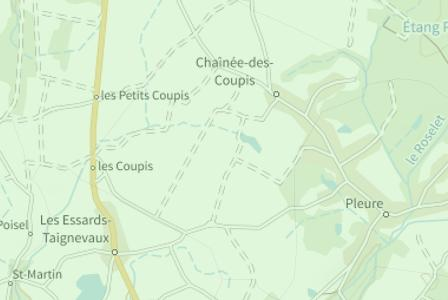 Étang
Chaînée-des-
Coupis
les Petits Coupis
le Roselet
les Coupis
Pleure
Les Essards-
Taignevaux
Poisel
St-Martin